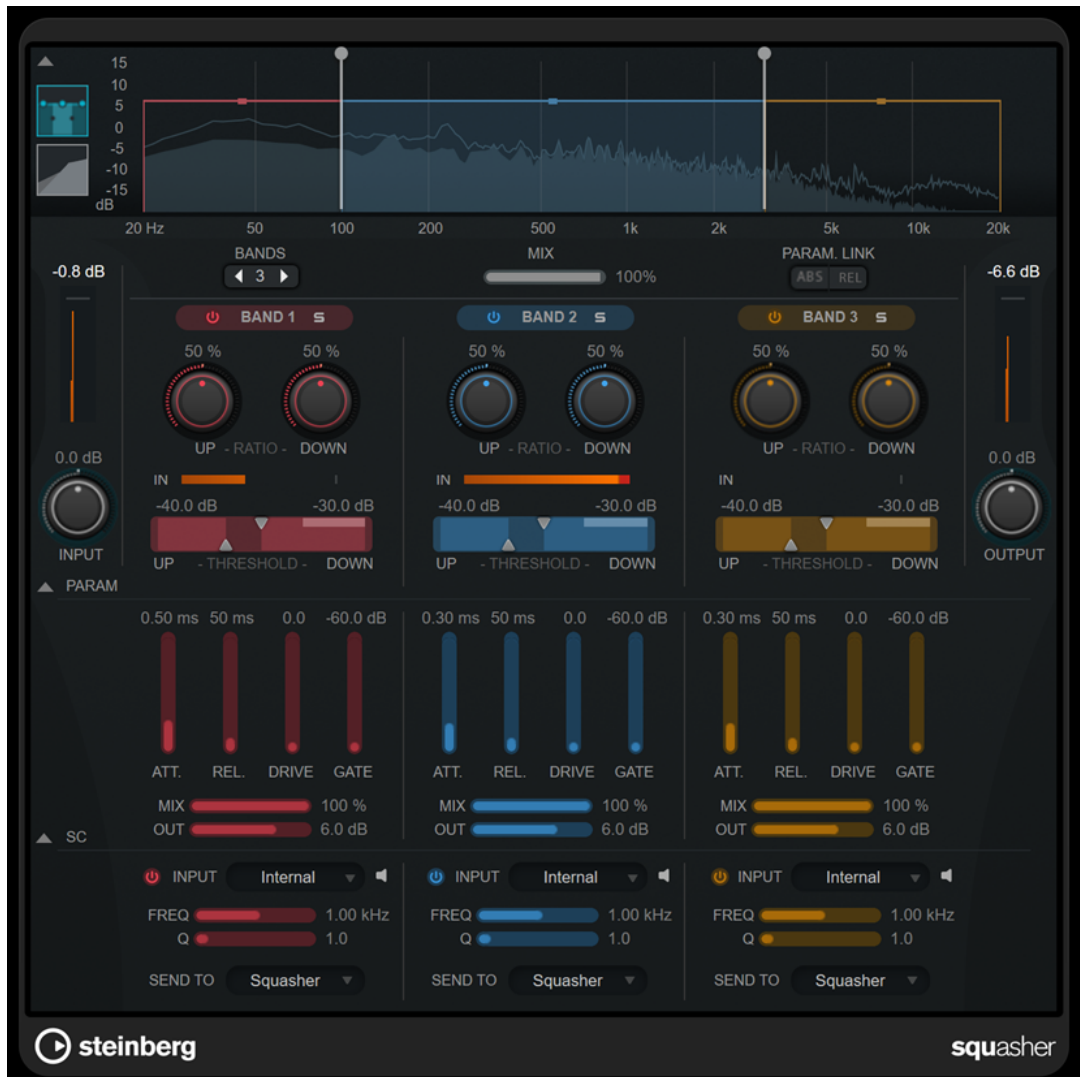 15
10
5
0
-5
-10
-15
dB
20 Hz 50 100 200 500 1k 2k 5k 10k 20k
BANDS MIX PARAM. LINK
-0.8 dB 3 100% ABS REL -6.6 dB
BAND 1 S BAND 2 S BAND 3 S
50 % 50 % 50 % 50 % 50 % 50 %
UP - RATIO - DOWN UP - RATIO - DOWN UP - RATIO - DOWN
0.0 dB 0.0 dB
IN IN IN
-40.0 dB -30.0 dB -40.0 dB -30.0 dB -40.0 dB -30.0 dB
INPUT OUTPUT
UP - THRESHOLD - DOWN UP - THRESHOLD - DOWN UP - THRESHOLD - DOWN
PARAM
0.50 ms 50 ms 0.0 -60.0 dB 0.30 ms 50 ms 0.0 -60.0 dB 0.30 ms 50 ms 0.0 -60.0 dB
ATT. REL. DRIVE GATE ATT. REL. DRIVE GATE ATT. REL. DRIVE GATE
MIX 100 % MIX 100 % MIX 100 %
OUT 6.0 dB OUT 6.0 dB OUT 6.0 dB
SC
INPUT Internal INPUT Internal INPUT Internal
FREQ 1.00 kHz FREQ 1.00 kHz FREQ 1.00 kHz
Q 1.0 Q 1.0 Q 1.0
SEND TO Squasher SEND TO Squasher SEND TO Squasher
steinberg squasher